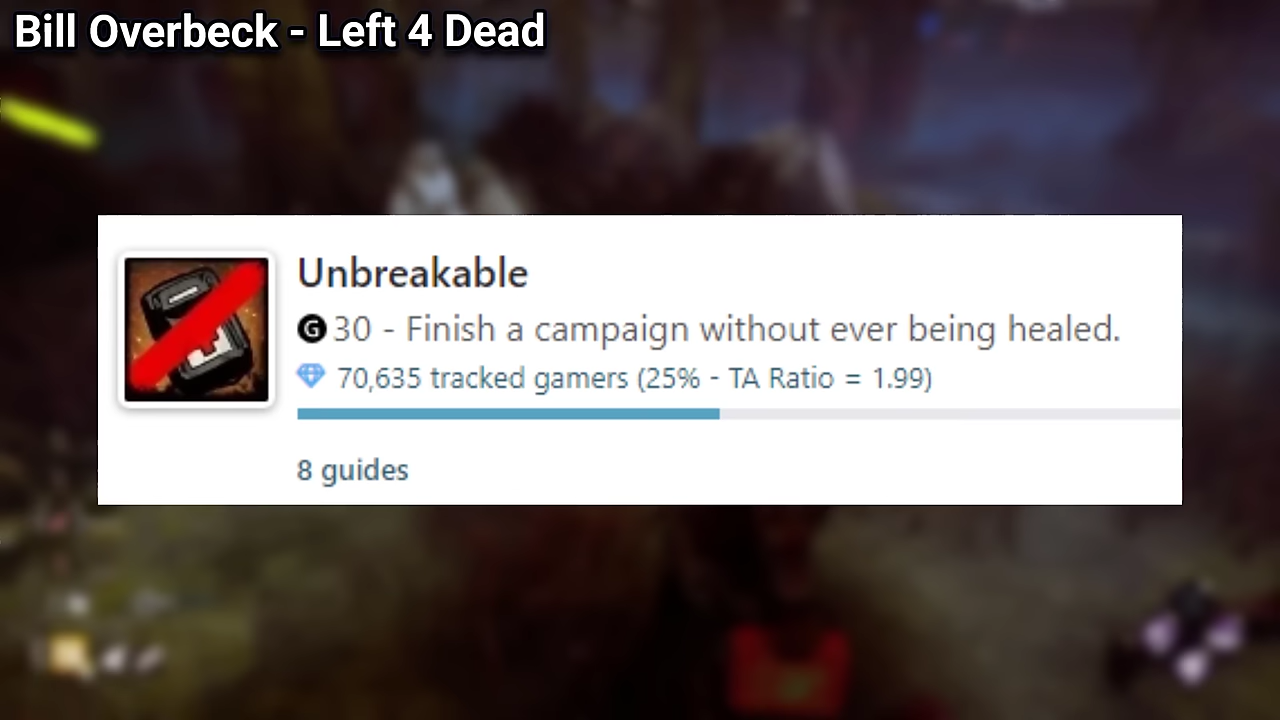 Bill Overbeck - Left 4 Dead
Unbreakable
G 30 - Finish a campaign without ever being healed.
70,635 tracked gamers (25% - TA Ratio = 1.99)
8 guides